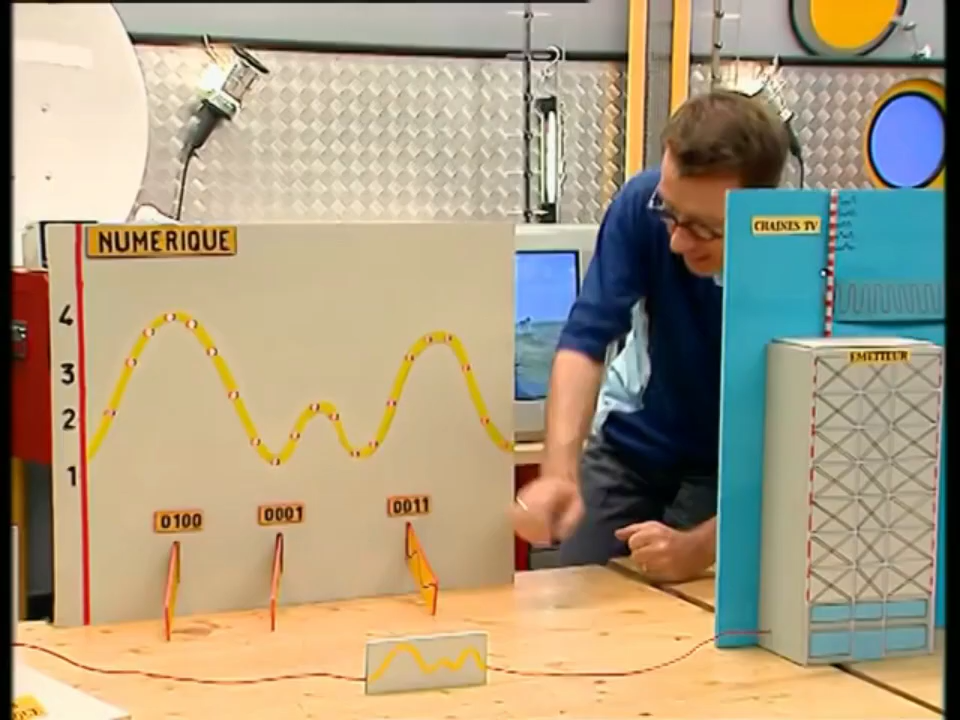 NUMERIQUE
4
3
2
1
0100
0001
0011
CHAINES TV
EMETTEUR